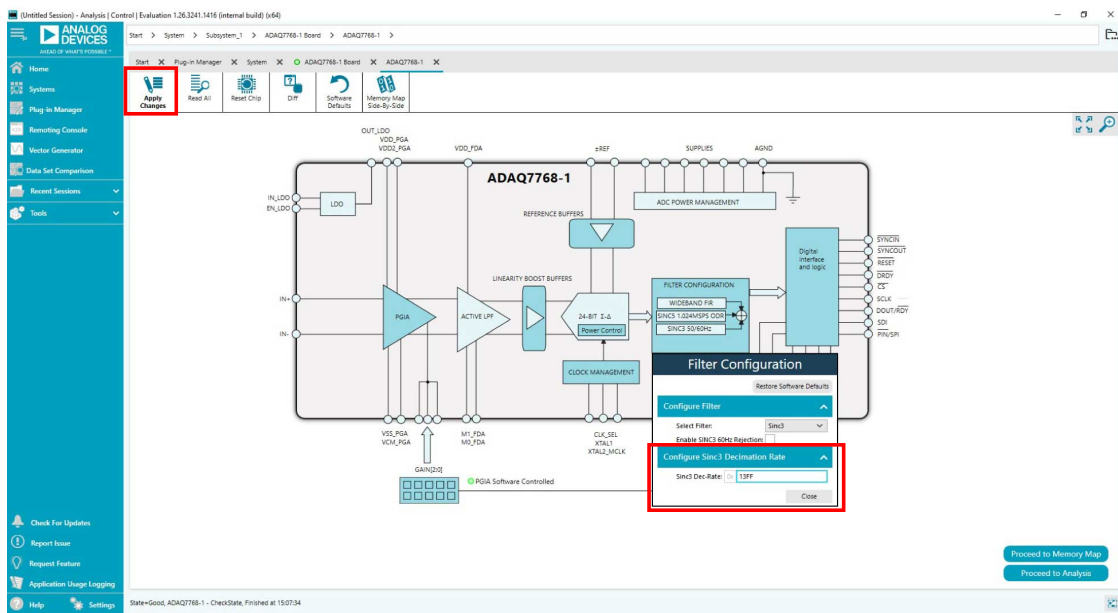 (Untitled Session) - Analysis | Control | Evaluation 1.26.3241.1416 (internal build) (x64)
ANALOG
DEVICES
AHEAD OF WHAT'S POSSIBLE™
Start > System > Subsystem_1 > ADAQ7768-1 Board > ADAQ7768-1 >
Start X Plug-in Manager X System X ADAQ7768-1 Board X ADAQ7768-1 X
Home
Systems
Plug-in Manager
Remoting Console
Vector Generator
Data Set Comparison
Recent Sessions
Tools
Apply
Changes
Read All
Reset Chip
Diff
Software
Defaults
Memory Map
Side-By-Side
OUT_LDO
VDD_PGA
VDD2_PGA
VDD_FDA
±REF
SUPPLIES
AGND
ADAQ7768-1
IN_LDO
EN_LDO
LDO
ADC POWER MANAGEMENT
REFERENCE BUFFERS
Digital
interface
and logic
SYNCIN
SYNCOUT
RESET
DRDY
CS
SCLK
DOUT/RDY
SDI
PIN/SPI
LINEARITY BOOST BUFFERS
FILTER CONFIGURATION
WIDEBAND FIR
SINC5 1.024MSPS ODR
SINC3 50/60Hz
IN+
IN-
PGIA
ACTIVE LPF
24-BIT Σ-Δ
Power Control
CLOCK MANAGEMENT
VSS_PGA
VCM_PGA
M1_FDA
M0_FDA
CLK_SEL
XTAL1
XTAL2_MCLK
GAIN[2:0]
PGIA Software Controlled
Filter Configuration
Restore Software Defaults
Configure Filter
Select Filter: Sinc3
Enable SINC3 60Hz Rejection:
Configure Sinc3 Decimation Rate
Sinc3 Dec-Rate: 0x 13FF
Close
Check For Updates
Report Issue
Request Feature
Application Usage Logging
Help
Settings
Proceed to Memory Map
Proceed to Analysis
State=Good, ADAQ7768-1 - CheckState, Finished at 15:07:34